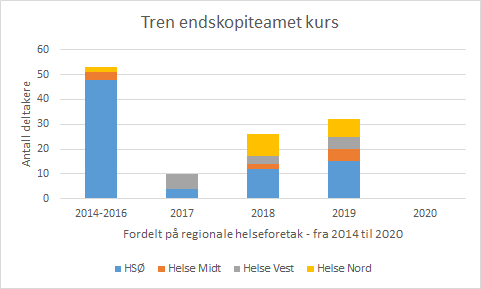 Tren endskopiteamet kurs
Antall deltakere
60
50
40
30
20
10
0
2014-2016 2017 2018 2019 2020
Fordelt på regionale helseforetak - fra 2014 til 2020
HSØ Helse Midt Helse Vest Helse Nord